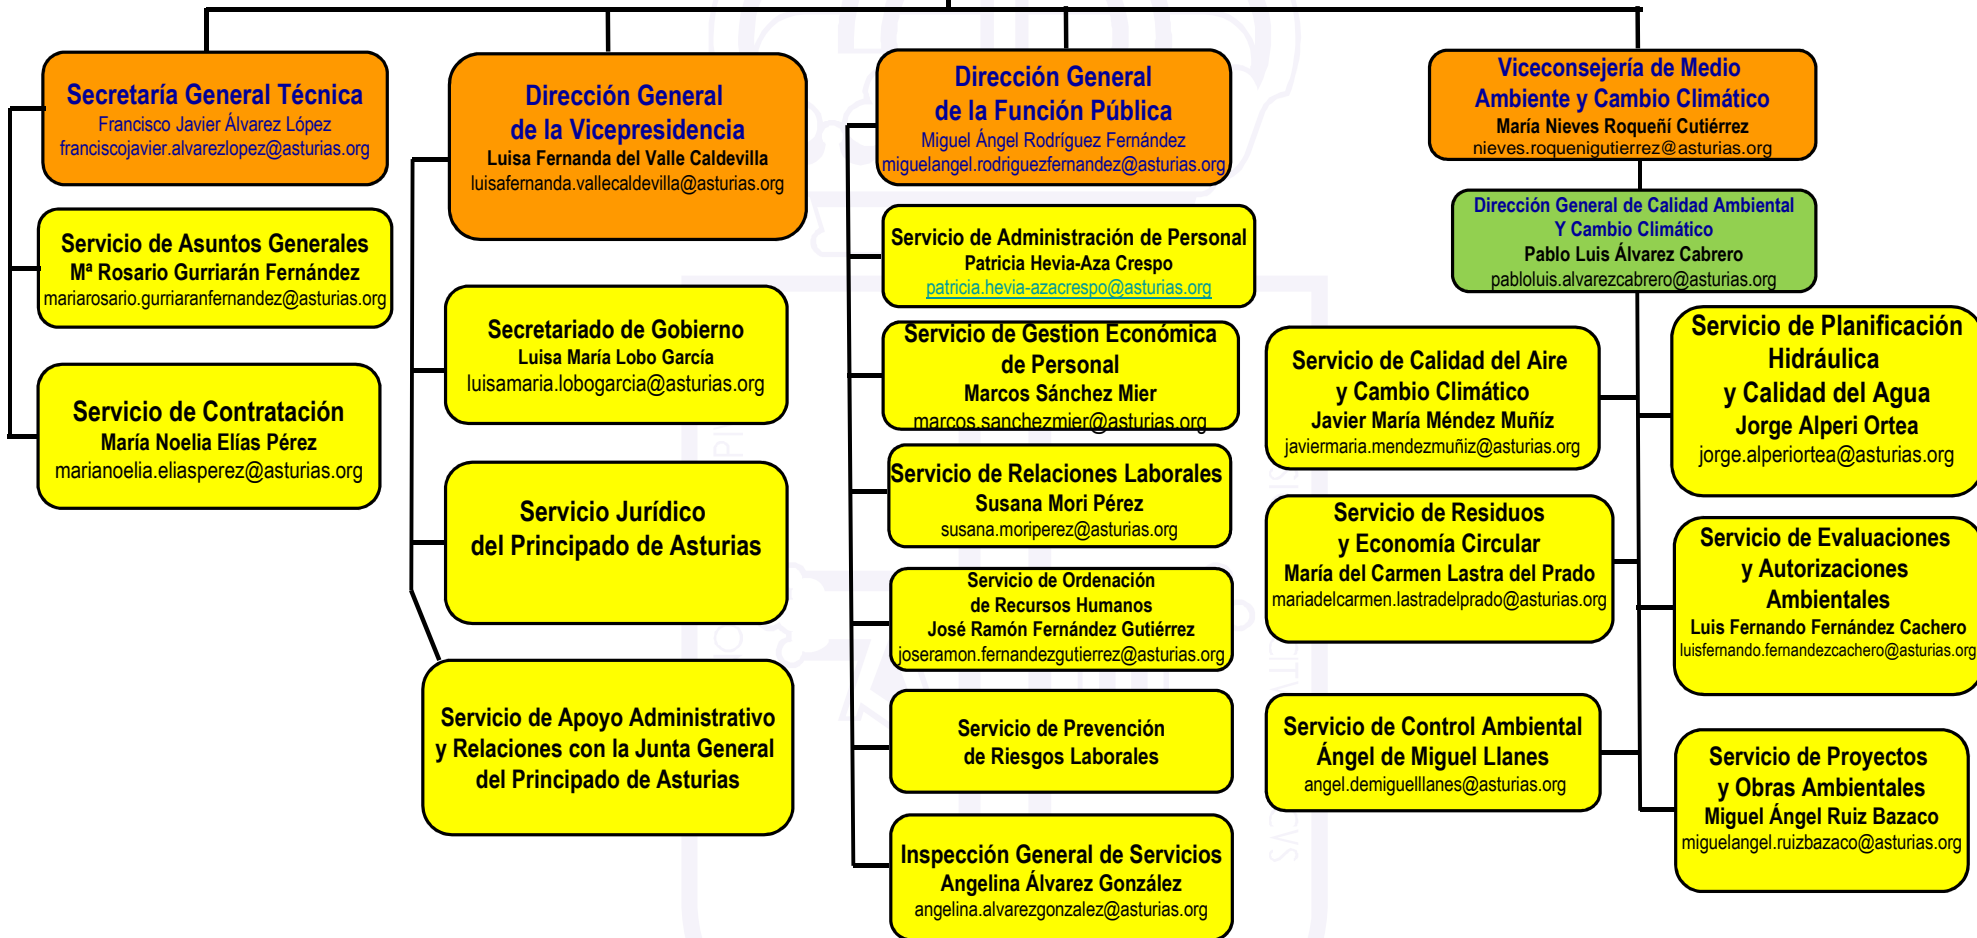 Secretaría General Técnica
Francisco Javier Álvarez López
franciscojavier.alvarezlopez@asturias.org
Servicio de Asuntos Generales
Mª Rosario Gurriarán Fernández
mariarosario.gurriaranfernandez@asturias.org
Servicio de Contratación
María Noelia Elías Pérez
marianoelia.eliasperez@asturias.org
Dirección General
de la Vicepresidencia
Luisa Fernanda del Valle Caldevilla
luisafernanda.vallecaldevilla@asturias.org
Secretariado de Gobierno
Luisa María Lobo García
luisamaria.lobogarcia@asturias.org
Servicio Jurídico
del Principado de Asturias
Servicio de Apoyo Administrativo
y Relaciones con la Junta General
del Principado de Asturias
Dirección General
de la Función Pública
Miguel Ángel Rodríguez Fernández
miguelangel.rodriguezfernandez@asturias.org
Servicio de Administración de Personal
Patricia Hevia-Aza Crespo
patricia.hevia-azacrespo@asturias.org
Servicio de Gestion Económica
de Personal
Marcos Sánchez Mier
marcos.sanchezmier@asturias.org
Servicio de Relaciones Laborales
Susana Mori Pérez
susana.moriperez@asturias.org
Servicio de Ordenación
de Recursos Humanos
José Ramón Fernández Gutiérrez
joseramon.fernandezgutierrez@asturias.org
Servicio de Prevención
de Riesgos Laborales
Inspección General de Servicios
Angelina Álvarez González
angelina.alvarezgonzalez@asturias.org
Viceconsejería de Medio
Ambiente y Cambio Climático
María Nieves Roqueñí Cutiérrez
nieves.roquenigutierrez@asturias.org
Dirección General de Calidad Ambiental
Y Cambio Climático
Pablo Luis Álvarez Cabrero
pabloluis.alvarezcabrero@asturias.org
Servicio de Calidad del Aire
y Cambio Climático
Javier María Méndez Muñíz
javiermaria.mendezmuñiz@asturias.org
Servicio de Residuos
y Economía Circular
María del Carmen Lastra del Prado
mariadelcarmen.lastradelprado@asturias.org
Servicio de Control Ambiental
Ángel de Miguel Llanes
angel.demiguelllanes@asturias.org
Servicio de Planificación
Hidráulica
y Calidad del Agua
Jorge Alperi Ortea
jorge.alperiortea@asturias.org
Servicio de Evaluaciones
y Autorizaciones
Ambientales
Luis Fernando Fernández Cachero
luisfernando.fernandezcachero@asturias.org
Servicio de Proyectos
y Obras Ambientales
Miguel Ángel Ruiz Bazaco
miguelangel.ruizbazaco@asturias.org